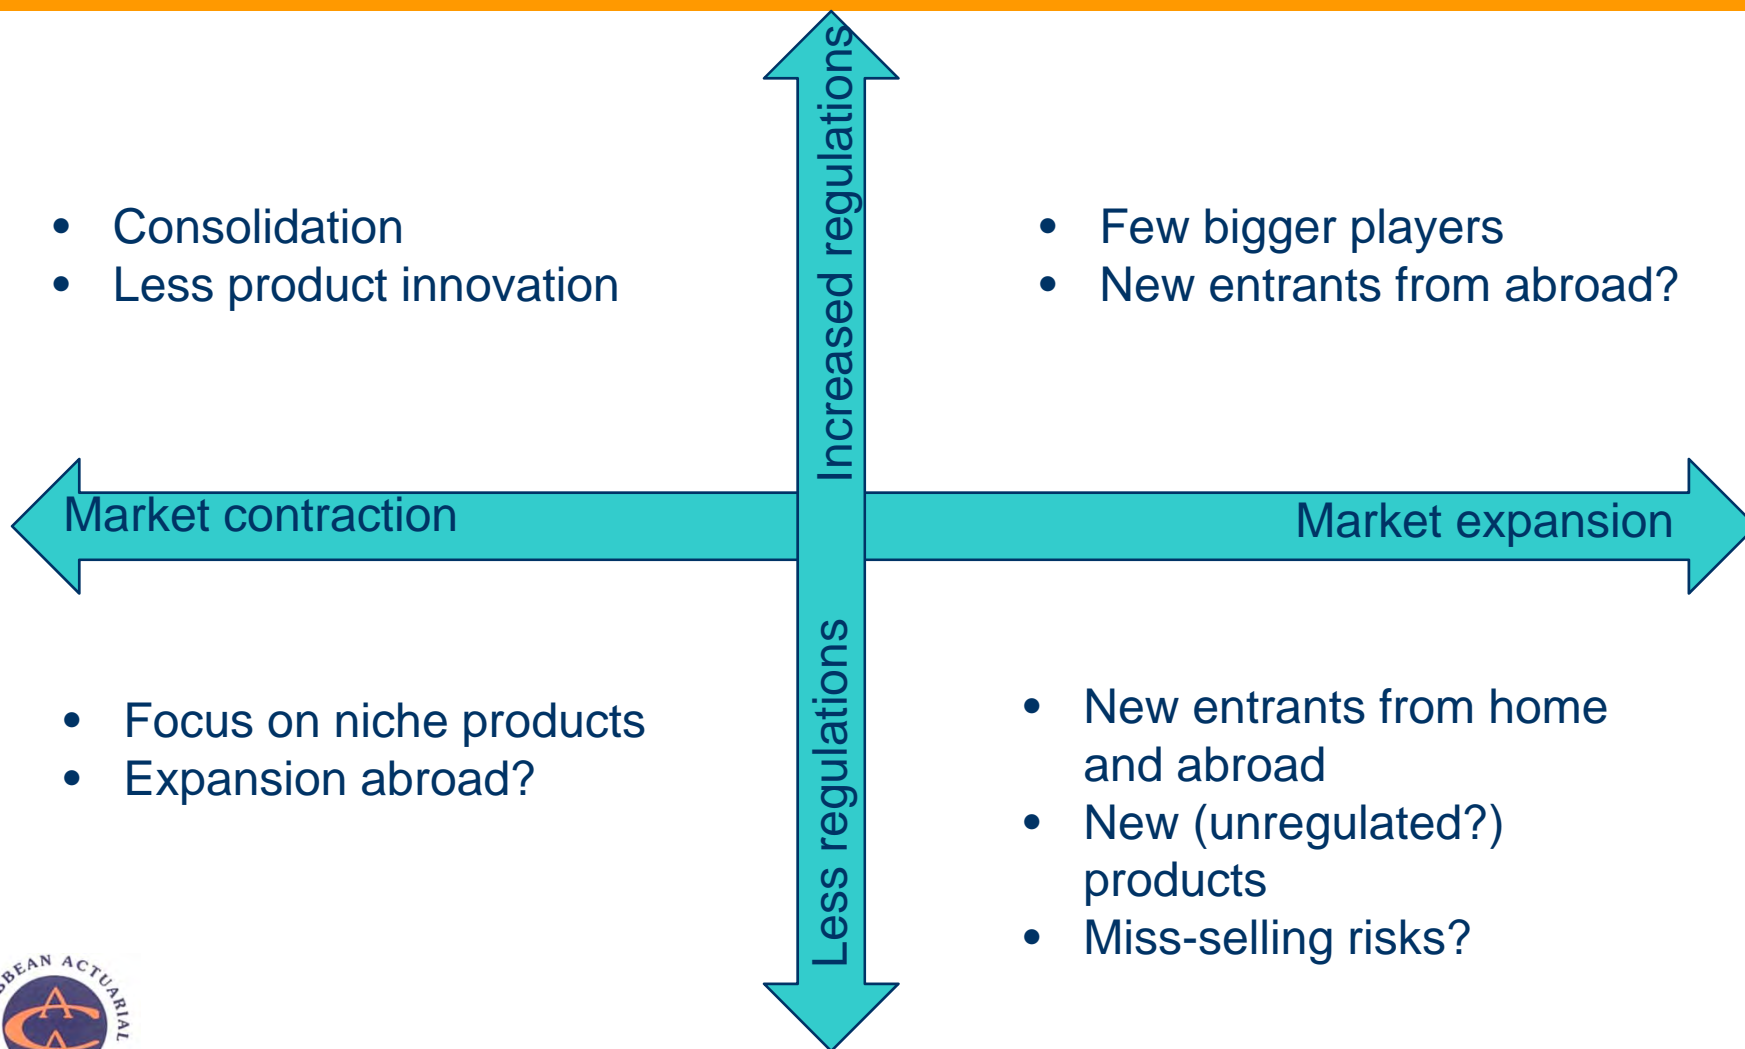 Increased regulations
• Consolidation
• Less product innovation
• Few bigger players
• New entrants from abroad?
Market contraction
Market expansion
Less regulations
• Focus on niche products
• Expansion abroad?
• New entrants from home
and abroad
• New (unregulated?)
products
• Miss-selling risks?
ACTUARIAL